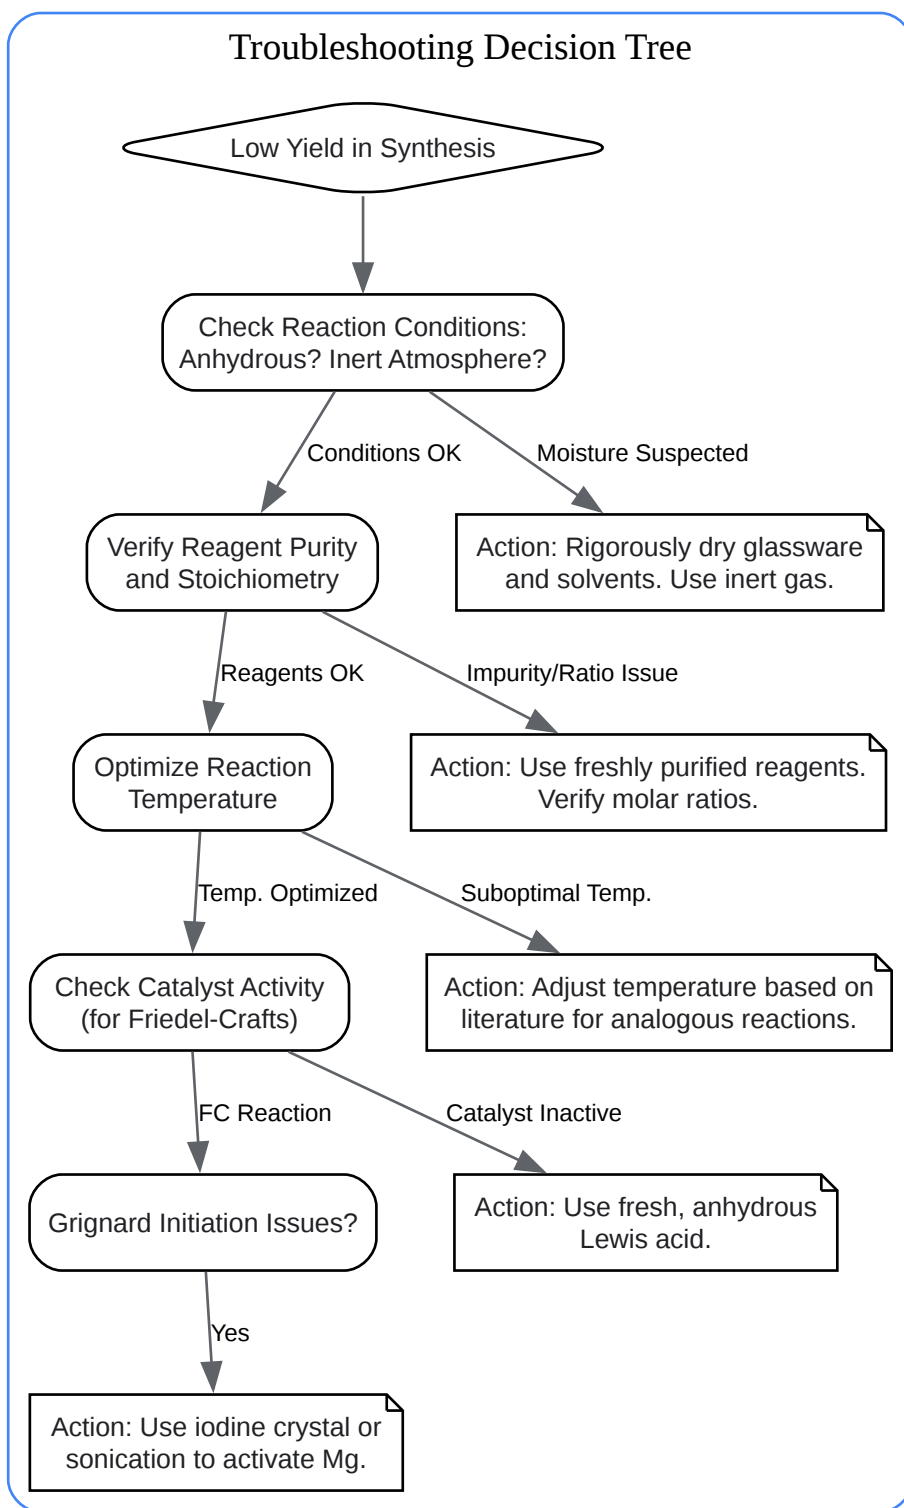 Troubleshooting Decision Tree
Low Yield in Synthesis
Check Reaction Conditions:
Anhydrous? Inert Atmosphere?
Conditions OK
Moisture Suspected
Verify Reagent Purity
and Stoichiometry
Action: Rigorously dry glassware
and solvents. Use inert gas.
Reagents OK
Impurity/Ratio Issue
Optimize Reaction
Temperature
Action: Use freshly purified reagents.
Verify molar ratios.
Temp. Optimized
Suboptimal Temp.
Check Catalyst Activity
(for Friedel-Crafts)
Action: Adjust temperature based on
literature for analogous reactions.
FC Reaction
Catalyst Inactive
Grignard Initiation Issues?
Action: Use fresh, anhydrous
Lewis acid.
Yes
Action: Use iodine crystal or
sonication to activate Mg.